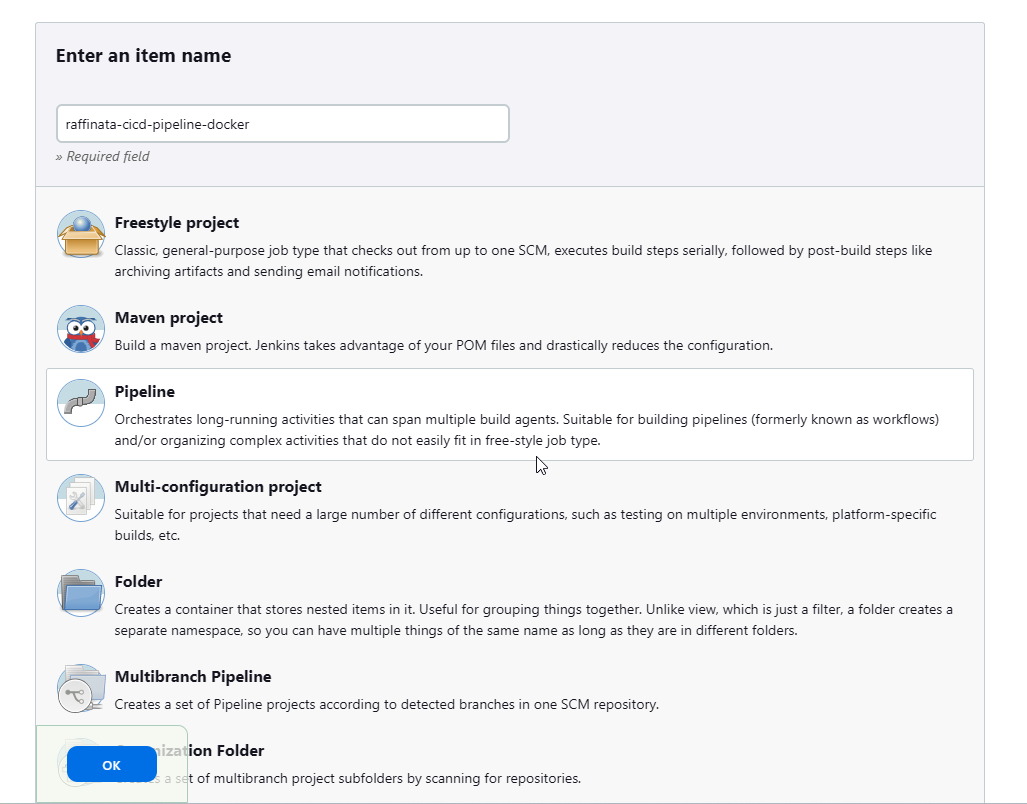 Enter an item name
raffinata-cicd-pipeline-docker
» Required field
Freestyle project
Classic, general-purpose job type that checks out from up to one SCM, executes build steps serially, followed by post-build steps like
archiving artifacts and sending email notifications.
Maven project
Build a maven project. Jenkins takes advantage of your POM files and drastically reduces the configuration.
Pipeline
Orchestrates long-running activities that can span multiple build agents. Suitable for building pipelines (formerly known as workflows)
and/or organizing complex activities that do not easily fit in free-style job type.
Multi-configuration project
Suitable for projects that need a large number of different configurations, such as testing on multiple environments, platform-specific
builds, etc.
Folder
Creates a container that stores nested items in it. Useful for grouping things together. Unlike view, which is just a filter, a folder creates a
separate namespace, so you can have multiple things of the same name as long as they are in different folders.
Multibranch Pipeline
Creates a set of Pipeline projects according to detected branches in one SCM repository.
Organization Folder
Creates a set of multibranch project subfolders by scanning for repositories.
OK